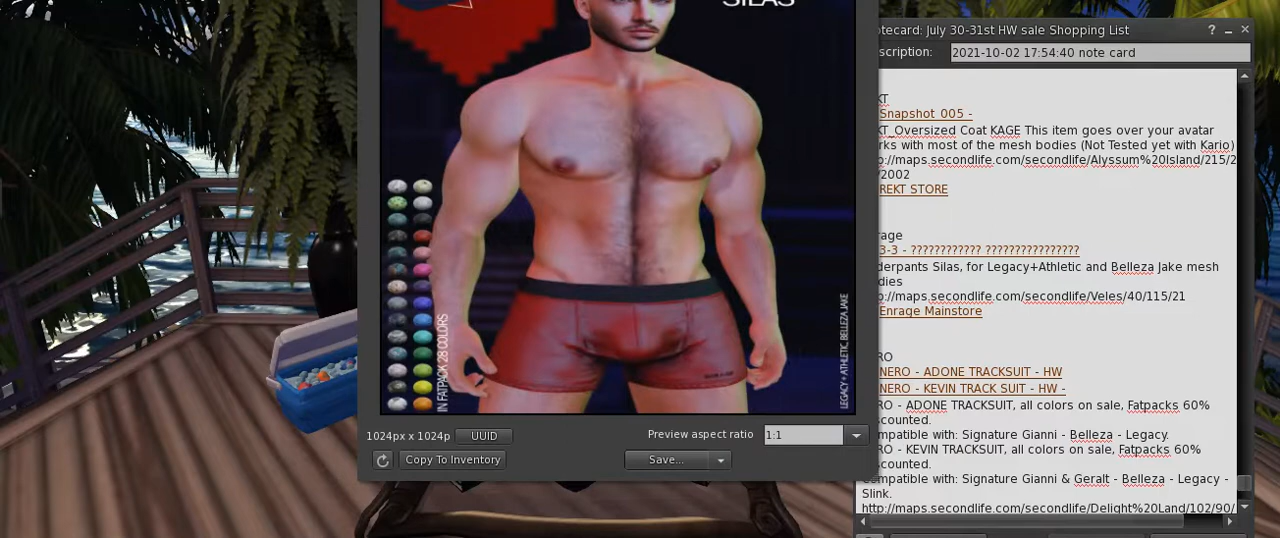 SILAS
IN FATPACK 28 COLORS
LEGACY + ATHLETIC, BELLEZA JAKE
1024px x 1024p
UUID
Preview aspect ratio
1:1
Copy To Inventory
Save...
otecard: July 30-31st HW sale Shopping List
? _ ×
scription:
2021-10-02 17:54:40 note card
KT
Snapshot_005 -
KT_Oversized Coat KAGE This item goes over your avatar
rks with most of the mesh bodies (Not Tested yet with Kario)
p://maps.secondlife.com/secondlife/Alyssum%20Island/215/2
/2002
REKT STORE
rage
3-3 - ???????????? ????????????????
derpants Silas, for Legacy+Athletic and Belleza Jake mesh
dies
p://maps.secondlife.com/secondlife/Veles/40/115/21
Enrage Mainstore
RO
NERO - ADONE TRACKSUIT - HW
NERO - KEVIN TRACK SUIT - HW -
RO - ADONE TRACKSUIT, all colors on sale, Fatpacks 60%
scounted.
mpatible with: Signature Gianni - Belleza - Legacy.
RO - KEVIN TRACKSUIT, all colors on sale, Fatpacks 60%
scounted.
Compatible with: Signature Gianni & Geralt - Belleza - Legacy -
Slink.
http://maps.secondlife.com/secondlife/Delight%20Land/102/90/